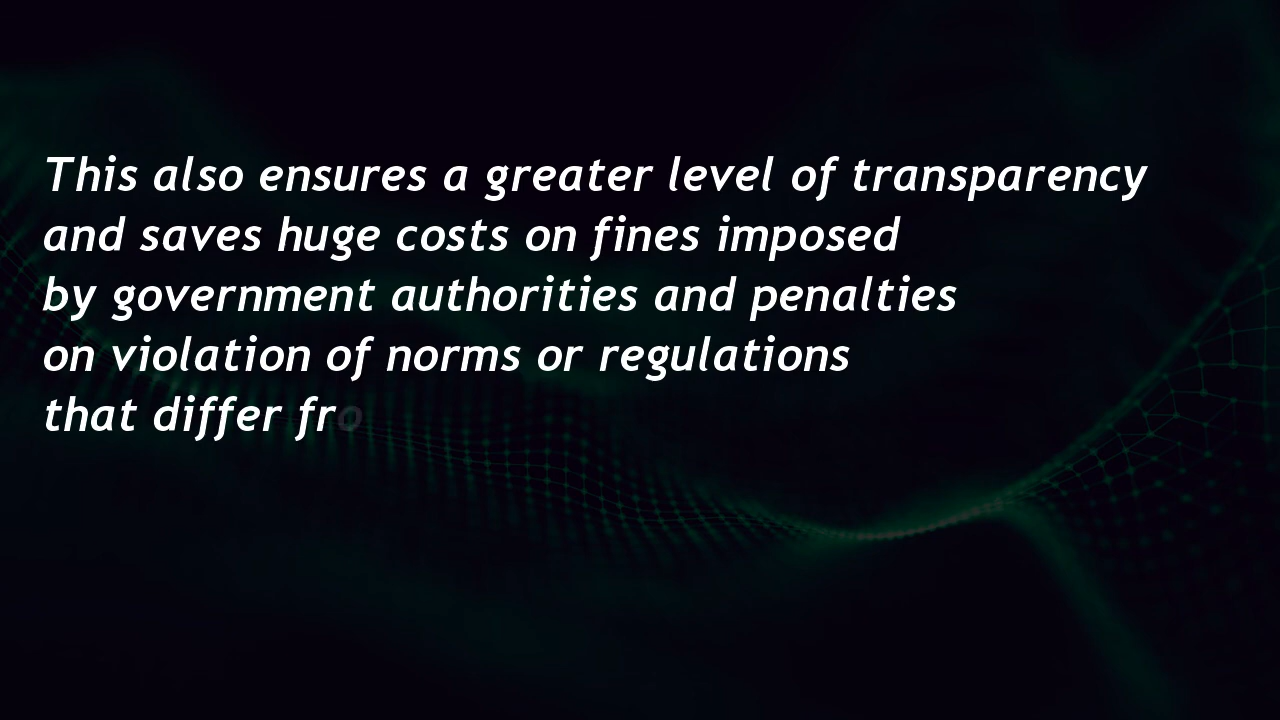 This also ensures a greater level of transparency
and saves huge costs on fines imposed
by government authorities and penalties
on violation of norms or regulations
that differ fro